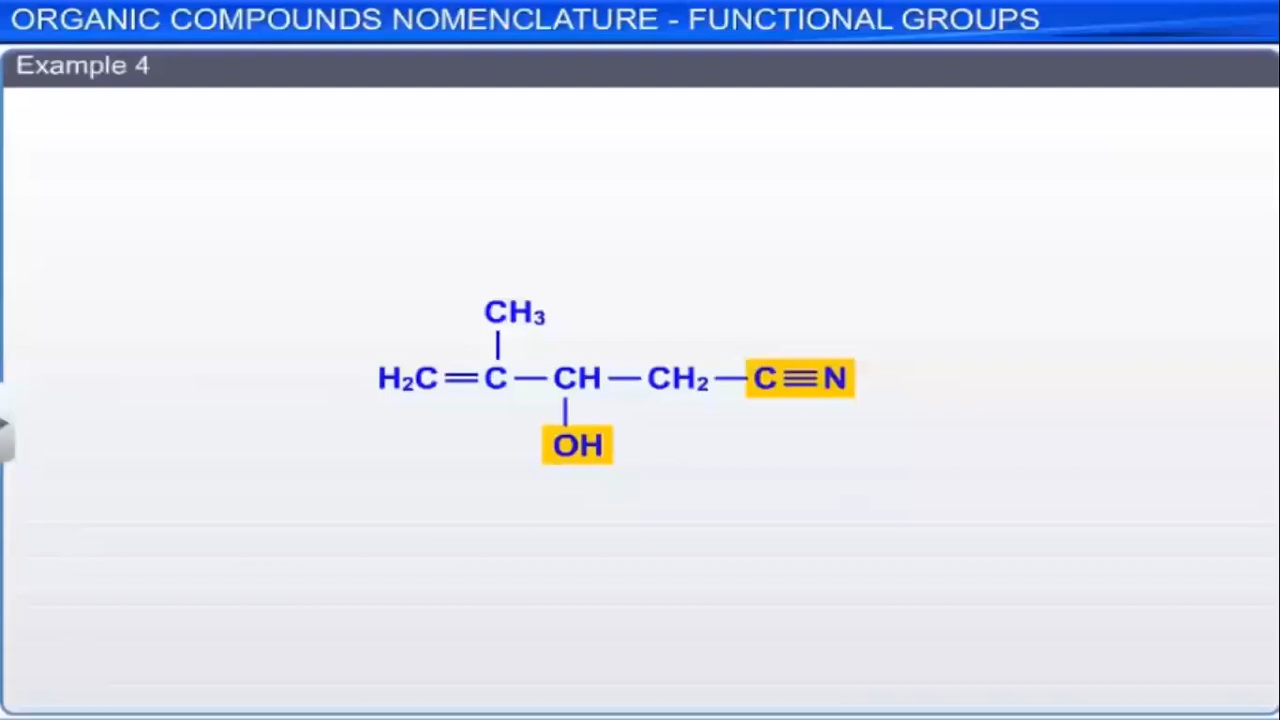 ORGANIC COMPOUNDS NOMENCLATURE - FUNCTIONAL GROUPS
Example 4
CH₃
H₂C=C—CH—CH₂—C≡N
OH